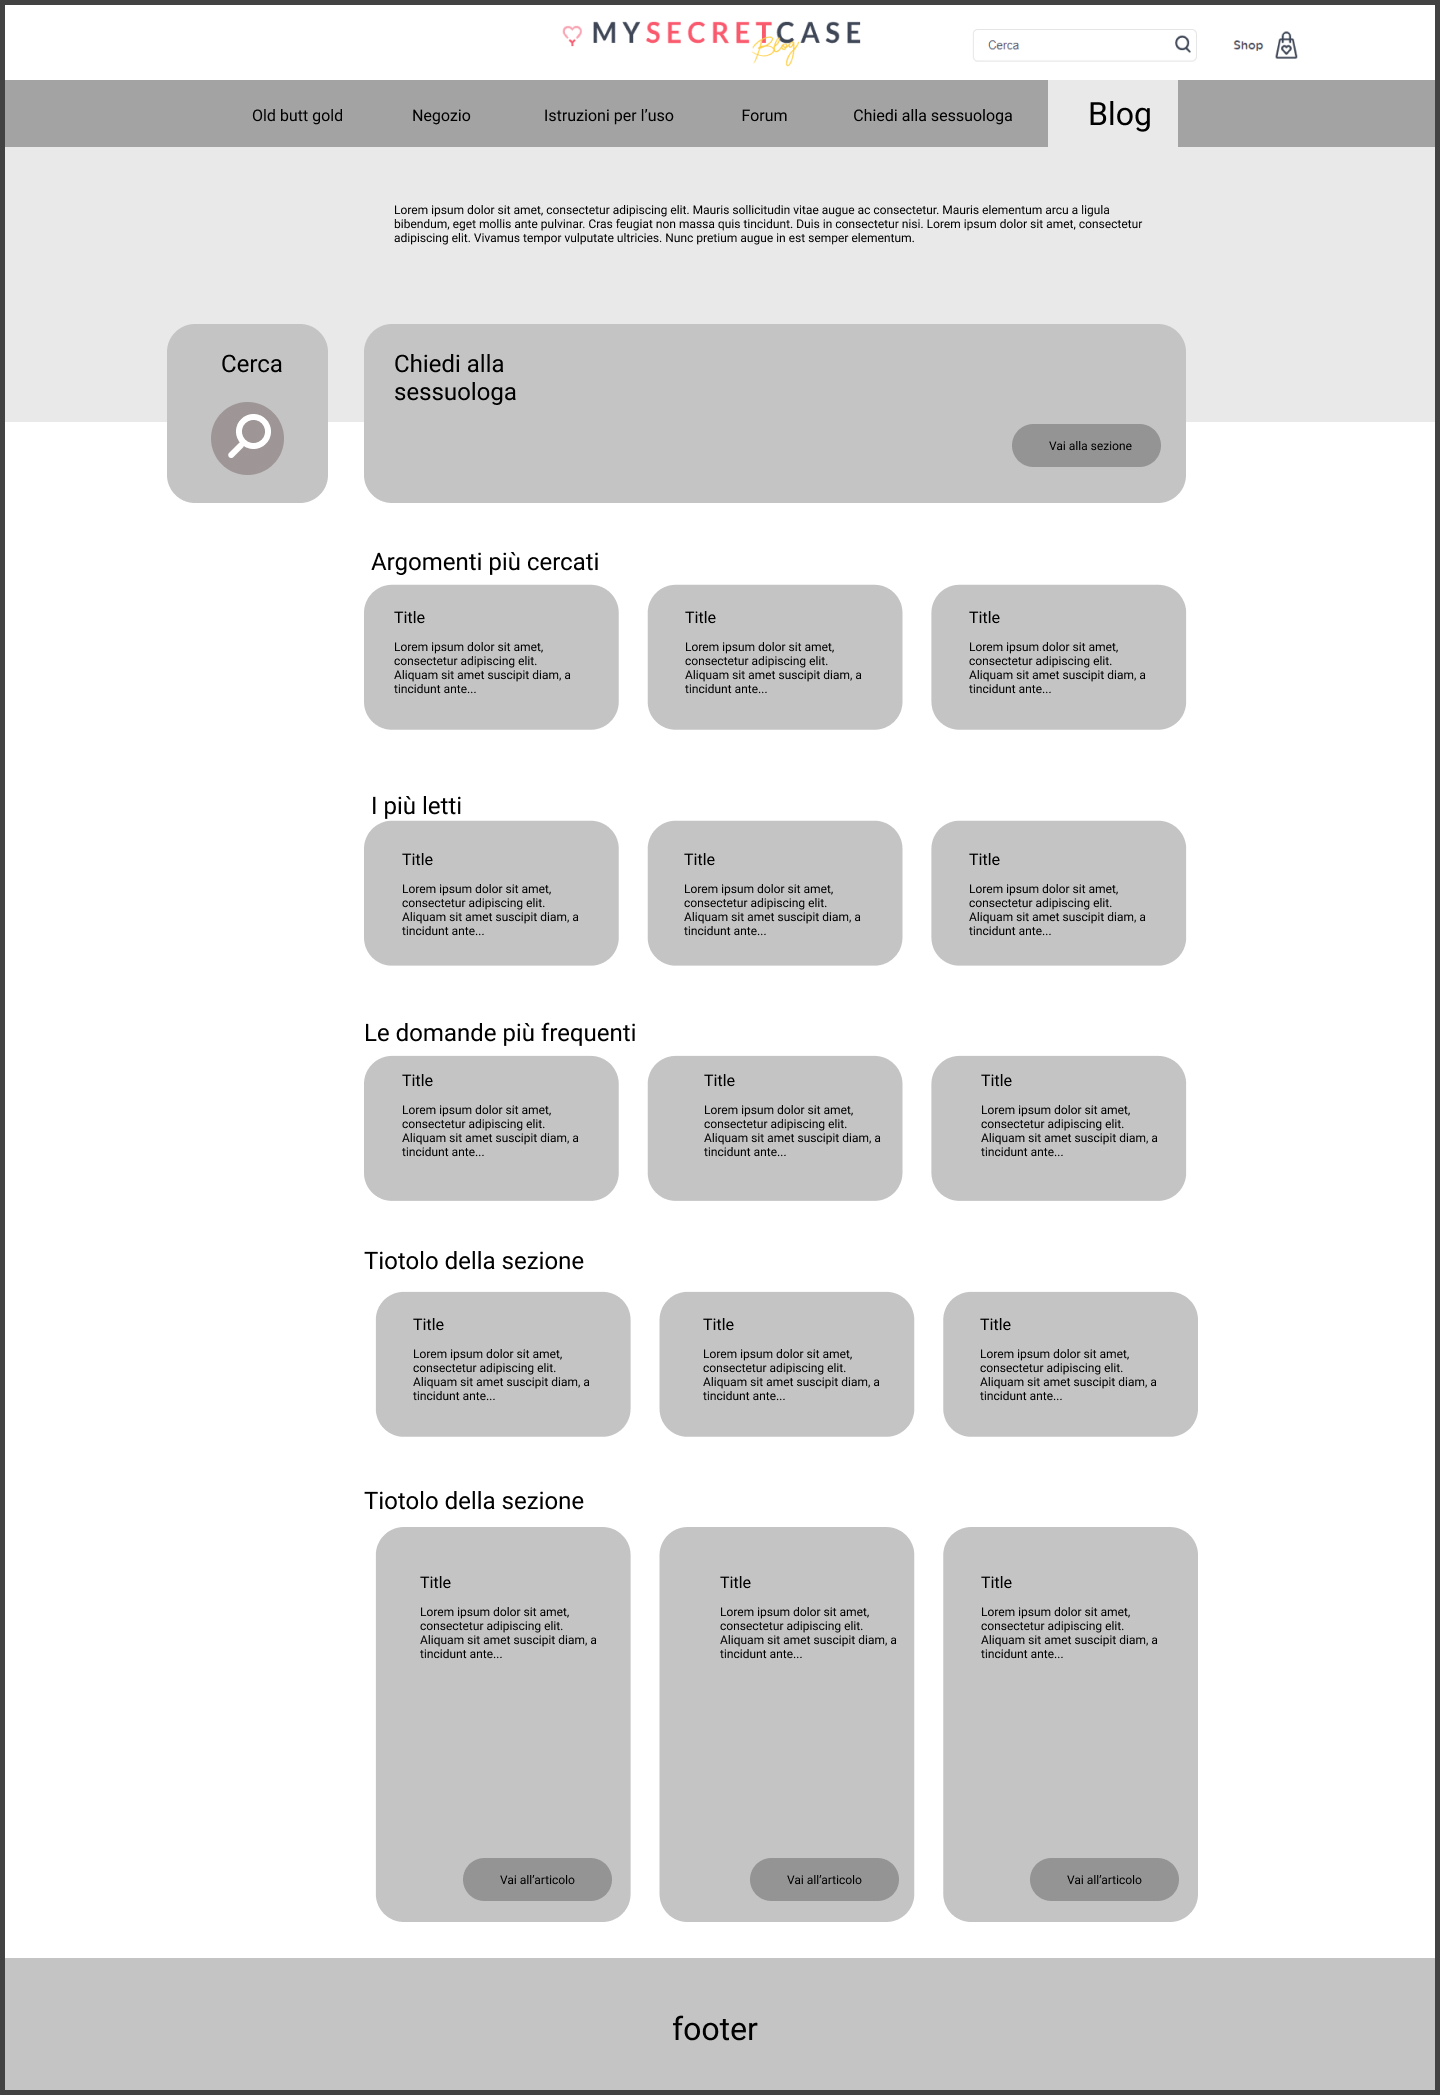 MYSECRETCASE
Blog
Cerca
Shop
Old butt gold
Negozio
Istruzioni per l’uso
Forum
Chiedi alla sessuologa
Blog
Lorem ipsum dolor sit amet, consectetur adipiscing elit. Mauris sollicitudin vitae augue ac consectetur. Mauris elementum arcu a ligula
bibendum, eget mollis ante pulvinar. Cras feugiat non massa quis tincidunt. Duis in consectetur nisi. Lorem ipsum dolor sit amet, consectetur
adipiscing elit. Vivamus tempor vulputate ultricies. Nunc pretium augue in est semper elementum.
Cerca
Chiedi alla
sessuologa
Vai alla sezione
Argomenti più cercati
Title
Lorem ipsum dolor sit amet,
consectetur adipiscing elit.
Aliquam sit amet suscipit diam, a
tincidunt ante...
Title
Lorem ipsum dolor sit amet,
consectetur adipiscing elit.
Aliquam sit amet suscipit diam, a
tincidunt ante...
Title
Lorem ipsum dolor sit amet,
consectetur adipiscing elit.
Aliquam sit amet suscipit diam, a
tincidunt ante...
I più letti
Title
Lorem ipsum dolor sit amet,
consectetur adipiscing elit.
Aliquam sit amet suscipit diam, a
tincidunt ante...
Title
Lorem ipsum dolor sit amet,
consectetur adipiscing elit.
Aliquam sit amet suscipit diam, a
tincidunt ante...
Title
Lorem ipsum dolor sit amet,
consectetur adipiscing elit.
Aliquam sit amet suscipit diam, a
tincidunt ante...
Le domande più frequenti
Title
Lorem ipsum dolor sit amet,
consectetur adipiscing elit.
Aliquam sit amet suscipit diam, a
tincidunt ante...
Title
Lorem ipsum dolor sit amet,
consectetur adipiscing elit.
Aliquam sit amet suscipit diam, a
tincidunt ante...
Title
Lorem ipsum dolor sit amet,
consectetur adipiscing elit.
Aliquam sit amet suscipit diam, a
tincidunt ante...
Tiotolo della sezione
Title
Lorem ipsum dolor sit amet,
consectetur adipiscing elit.
Aliquam sit amet suscipit diam, a
tincidunt ante...
Title
Lorem ipsum dolor sit amet,
consectetur adipiscing elit.
Aliquam sit amet suscipit diam, a
tincidunt ante...
Title
Lorem ipsum dolor sit amet,
consectetur adipiscing elit.
Aliquam sit amet suscipit diam, a
tincidunt ante...
Tiotolo della sezione
Title
Lorem ipsum dolor sit amet,
consectetur adipiscing elit.
Aliquam sit amet suscipit diam, a
tincidunt ante...
Vai all’articolo
Title
Lorem ipsum dolor sit amet,
consectetur adipiscing elit.
Aliquam sit amet suscipit diam, a
tincidunt ante...
Vai all’articolo
Title
Lorem ipsum dolor sit amet,
consectetur adipiscing elit.
Aliquam sit amet suscipit diam, a
tincidunt ante...
Vai all’articolo
footer